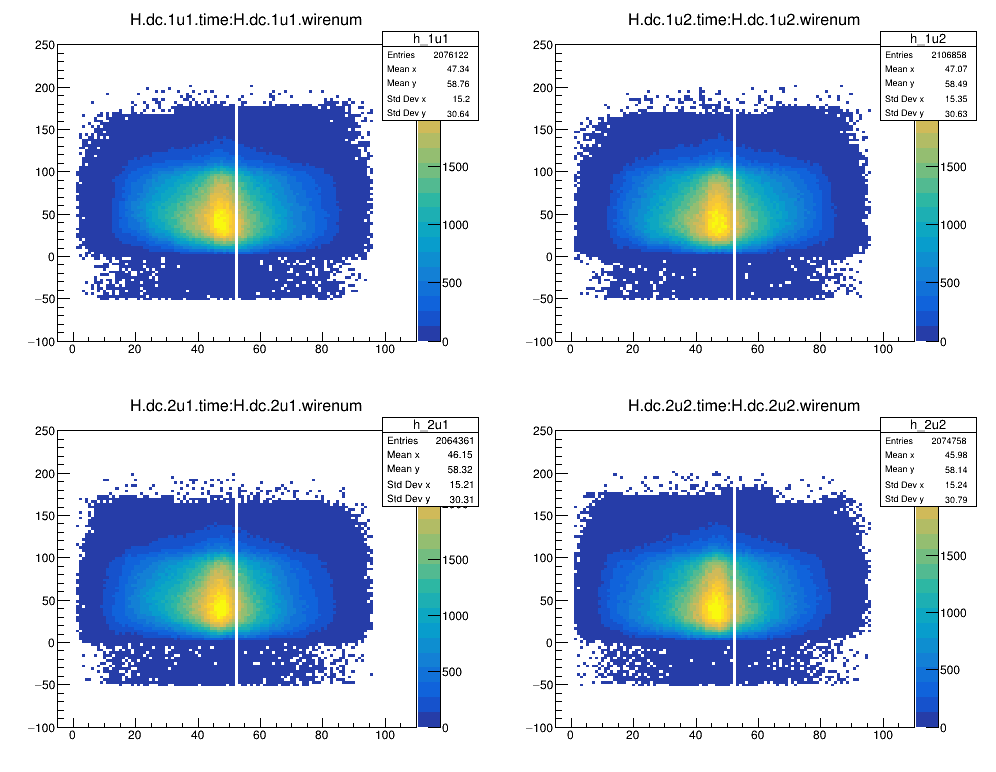 H.dc.1u1.time:H.dc.1u1.wirenum
h_1u1
Entries 2076122
Mean x 47.34
Mean y 58.76
Std Dev x 15.2
Std Dev y 30.64
250
200
150
100
50
0
−50
−100
0 20 40 60 80 100
1500
1000
500
0
H.dc.1u2.time:H.dc.1u2.wirenum
h_1u2
Entries 2106858
Mean x 47.07
Mean y 58.49
Std Dev x 15.35
Std Dev y 30.63
250
200
150
100
50
0
−50
−100
0 20 40 60 80 100
1500
1000
500
0
H.dc.2u1.time:H.dc.2u1.wirenum
h_2u1
Entries 2064361
Mean x 46.15
Mean y 58.32
Std Dev x 15.21
Std Dev y 30.31
250
200
150
100
50
0
−50
−100
0 20 40 60 80 100
1500
1000
500
0
H.dc.2u2.time:H.dc.2u2.wirenum
h_2u2
Entries 2074758
Mean x 45.98
Mean y 58.14
Std Dev x 15.24
Std Dev y 30.79
250
200
150
100
50
0
−50
−100
0 20 40 60 80 100
1500
1000
500
0